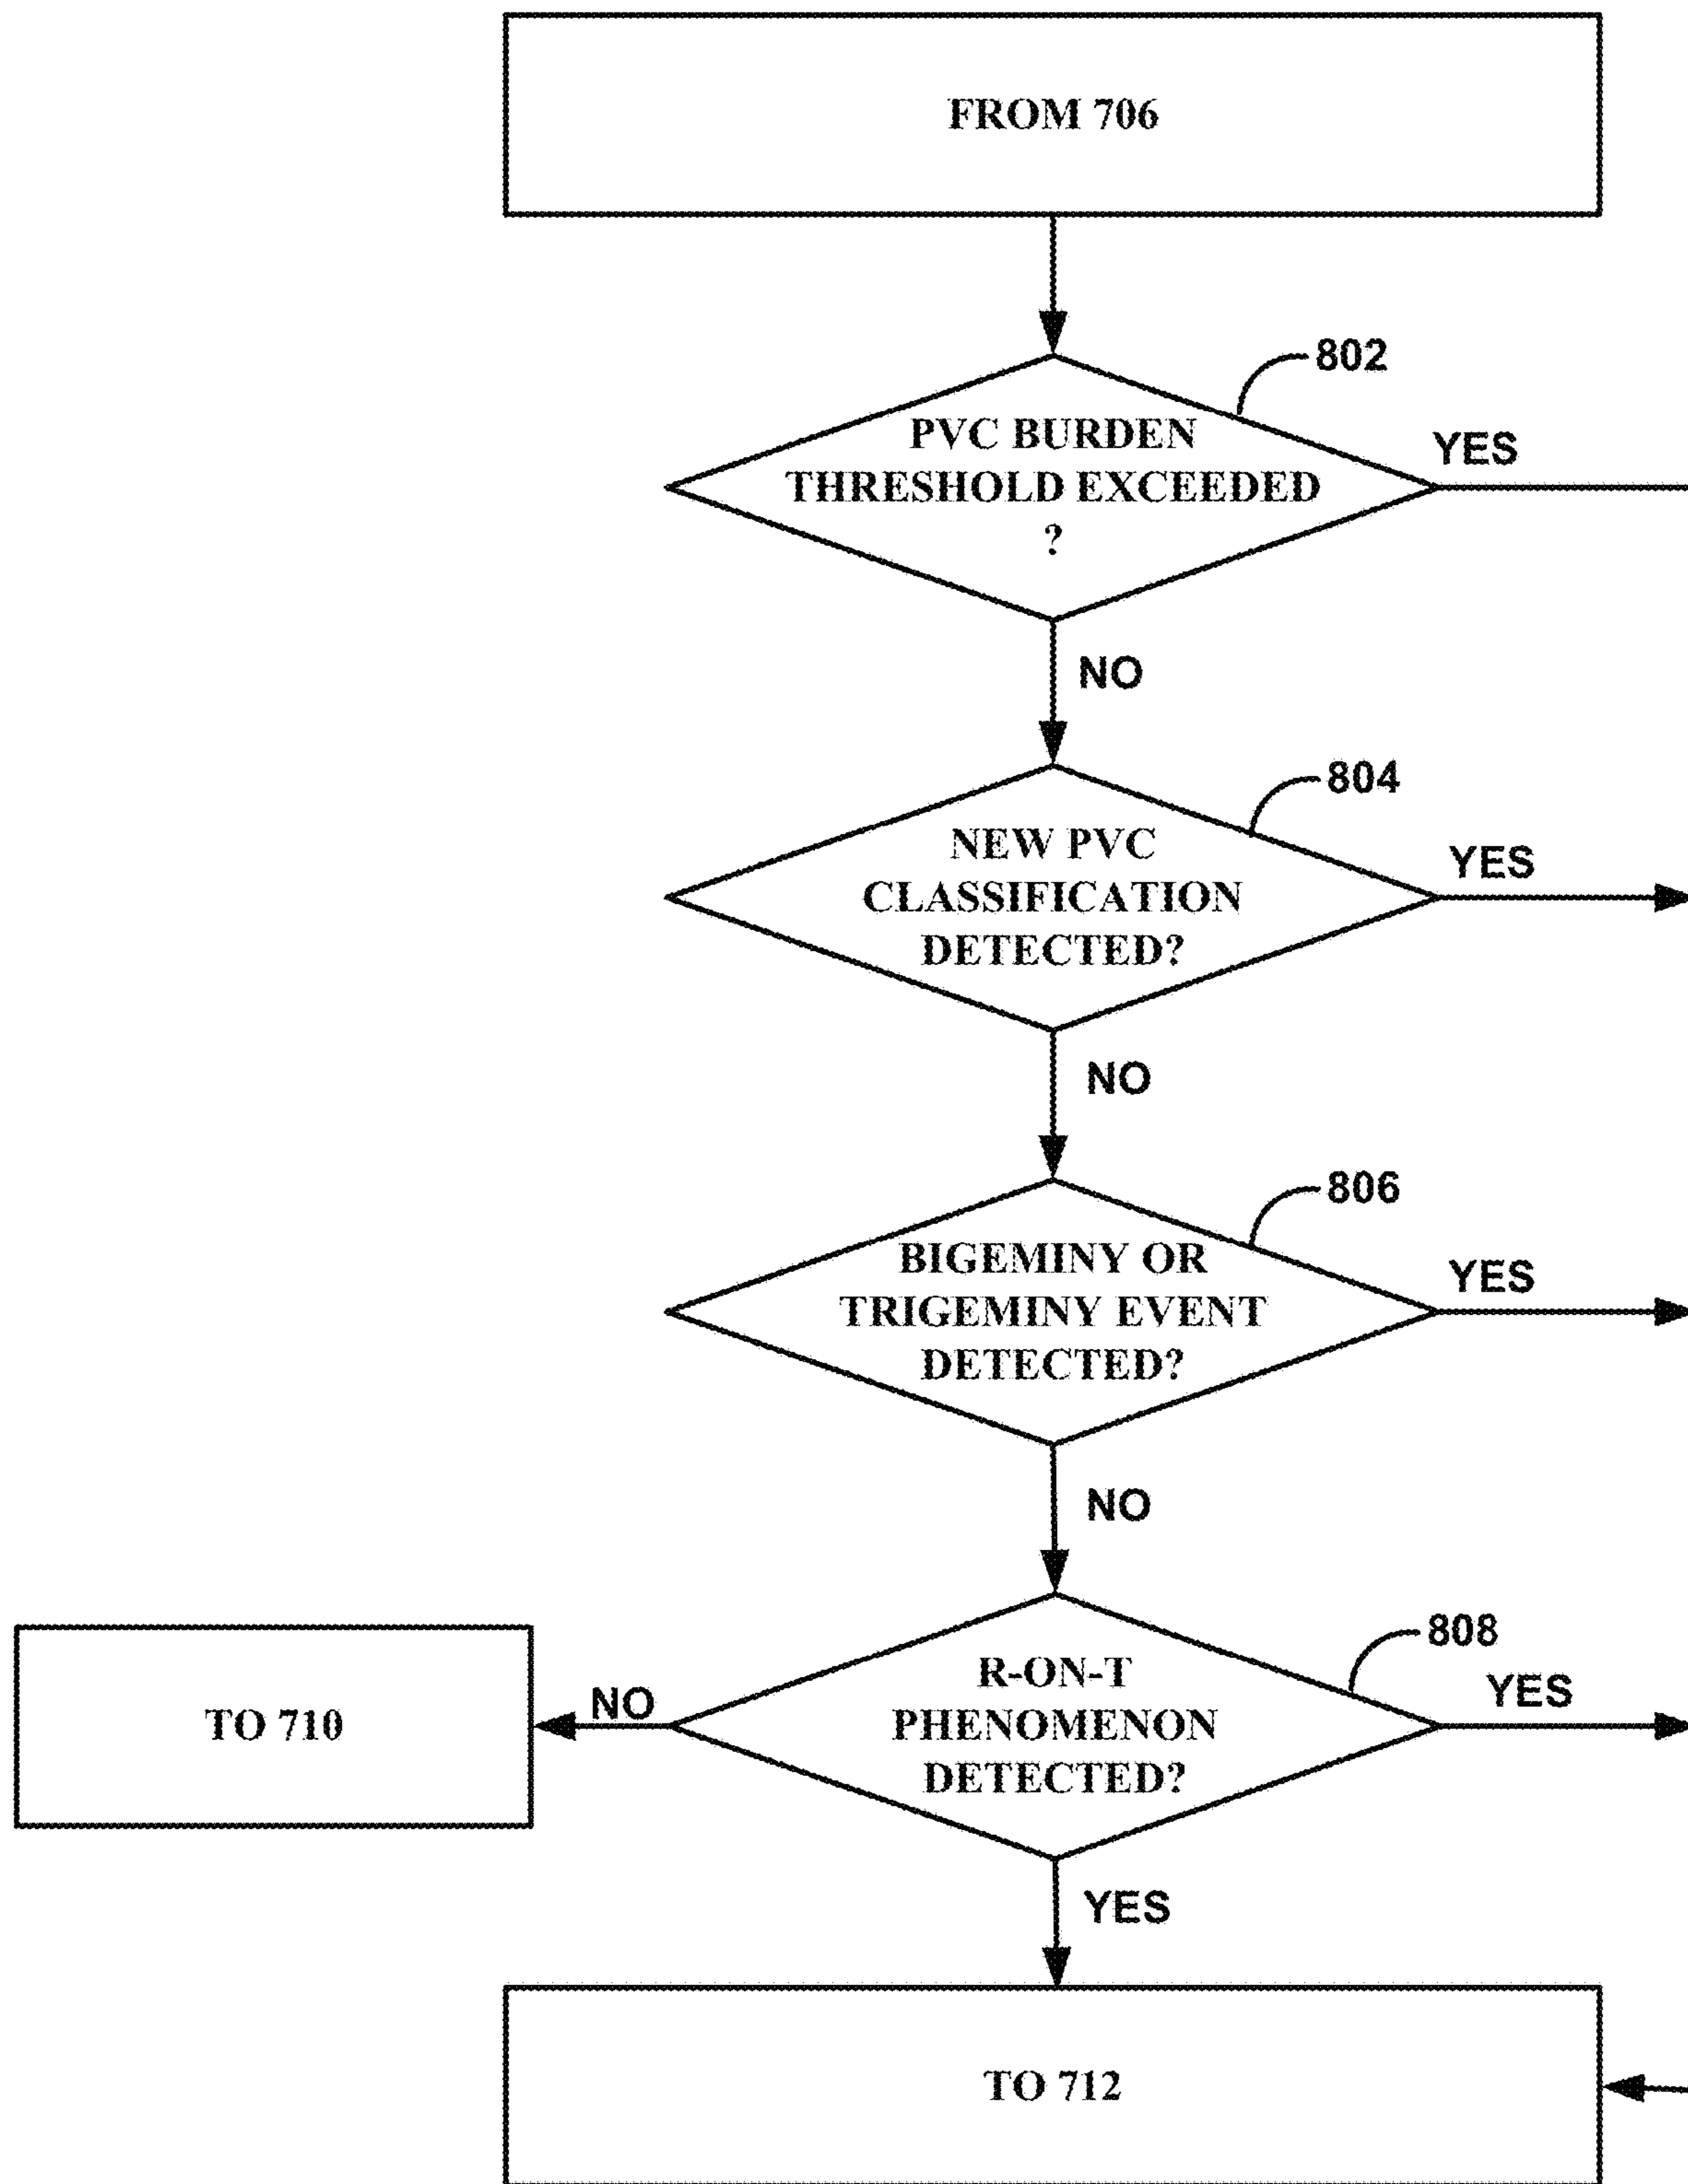 FROM 706
802
PVC BURDEN
THRESHOLD EXCEEDED
?
YES
NO
804
NEW PVC
CLASSIFICATION
DETECTED?
YES
NO
806
BIGEMINY OR
TRIGEMINY EVENT
DETECTED?
YES
NO
808
R-ON-T
PHENOMENON
DETECTED?
YES
NO
TO 710
YES
TO 712